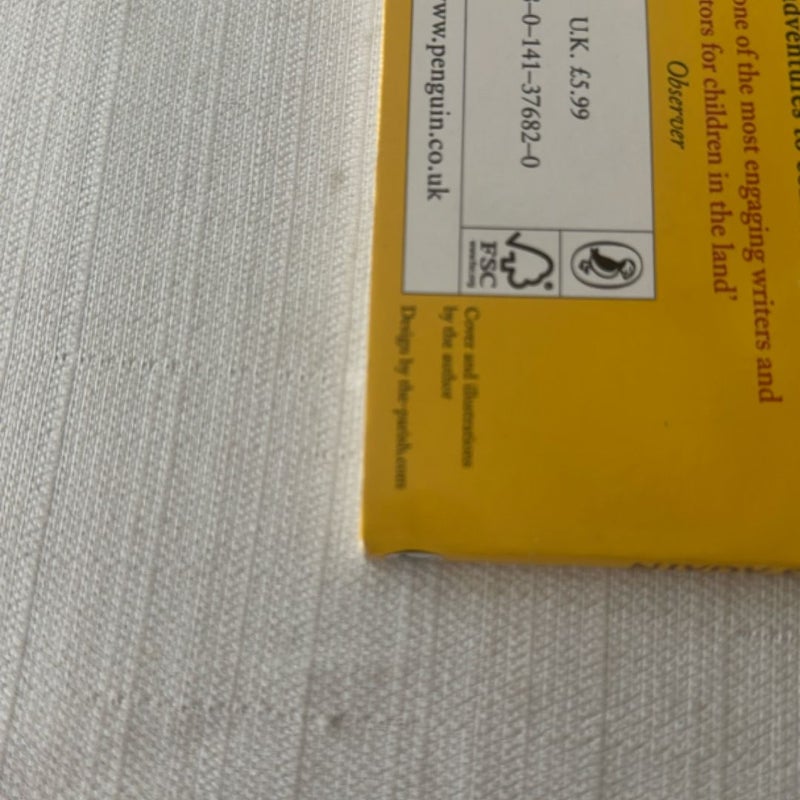 adventures to
one of the most engaging writers and
tors for children in the land'
Observer
U.K. £5.99
-0-141-37682-0
www.penguin.co.uk
FSC
Cover and illustrations
by the author
Design by the-parish.com